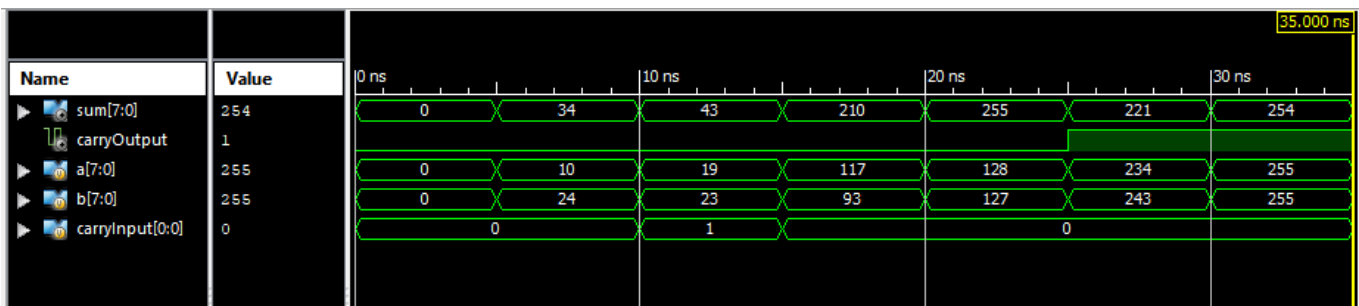 35.000 ns
Name Value 0 ns 10 ns 20 ns 30 ns
sum[7:0] 254 0 34 43 210 255 221 254
carryOutput 1
a[7:0] 255 0 10 19 117 128 234 255
b[7:0] 255 0 24 23 93 127 243 255
carryInput[0:0] 0 0 1 0